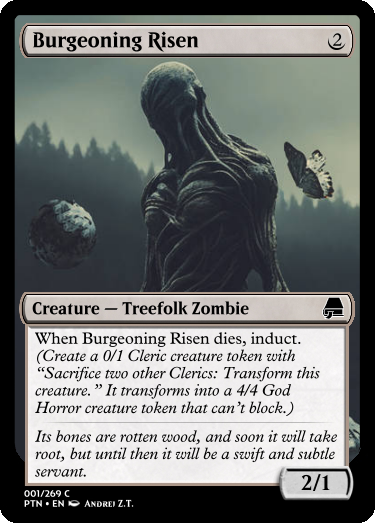 Burgeoning Risen 2
Creature — Treefolk Zombie
When Burgeoning Risen dies, induct.
(Create a 0/1 Cleric creature token with
“Sacrifice two other Clerics: Transform this
creature.” It transforms into a 4/4 God
Horror creature token that can’t block.)
Its bones are rotten wood, and soon it will take
root, but until then it will be a swift and subtle
servant.
2/1
001/269 C
PTN • EN Andrei Z.T.